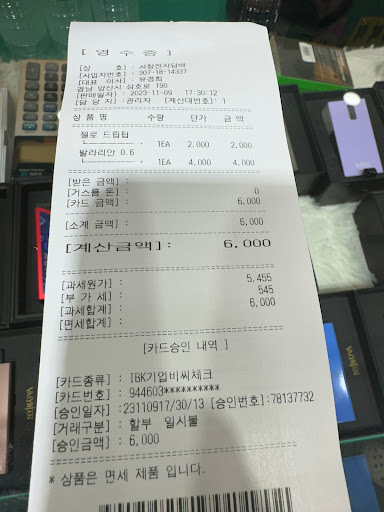 [ 영 수 증 ]
[상 호] : 서창전자담배
[사업자번호] : 307-18-14337
[대표 이사] : 유경희
경남 양산시 삼호로 190
[판매일자] : 2023-11-09 17:30:12
[담 당 자] :관리자 [계산대번호]: 1
상 품 명 수량 단가 금 액
젤로 드립팁
1EA 2,000 2,000
발라리안 0.6
1EA 4,000 4,000
[받은 금액] :
[거스름 돈] : 0
[카드 금액] : 6,000
[소계 금액] : 6,000
[계산금액] : 6,000
[과세원가] : 5,455
[부 가 세] : 545
[과세합계] : 6,000
[면세합계] :
[카드승인 내역 ]
[카드종류] : IBK기업비씨체크
[카드번호] : 944603**********
[승인일자] : 23110917/30/13 [승인번호]:78137732
[거래구분] : 할부 일시불
[승인금액] : 6,000
* 상품은 면세 제품 입니다.